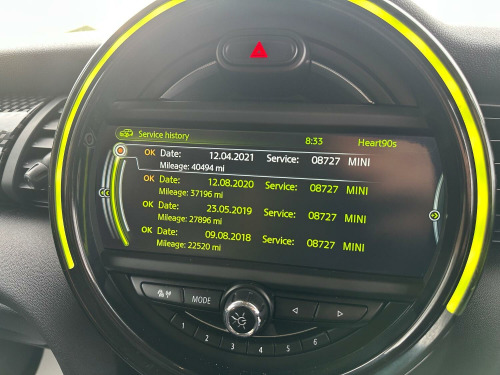 Service history 8:33 Heart90s
OK Date: 12.04.2021 Service: 08727 MINI
Mileage: 40494 mi
OK Date: 12.08.2020 Service: 08727 MINI
Mileage: 37196 mi
OK Date: 23.05.2019 Service: 08727 MINI
Mileage: 27896 mi
OK Date: 09.08.2018 Service: 08727 MINI
Mileage: 22520 mi
MODE
1 2 3 4 5 6